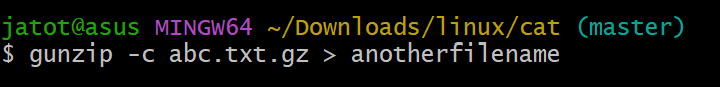 jatot@asus MINGW64 ~/Downloads/linux/cat (master)
$ gunzip -c abc.txt.gz > anotherfilename